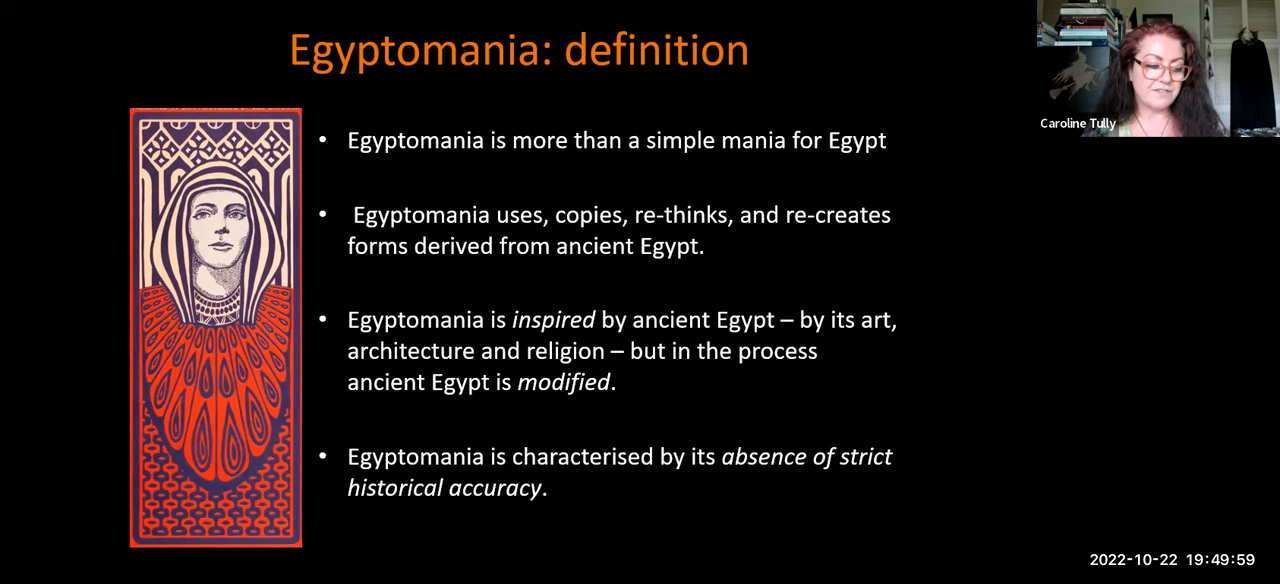 Egyptomania: definition
• Egyptomania is more than a simple mania for Egypt
• Egyptomania uses, copies, re-thinks, and re-creates
forms derived from ancient Egypt.
• Egyptomania is inspired by ancient Egypt – by its art,
architecture and religion – but in the process
ancient Egypt is modified.
• Egyptomania is characterised by its absence of strict
historical accuracy.
Caroline Tully
2022-10-22 19:49:59